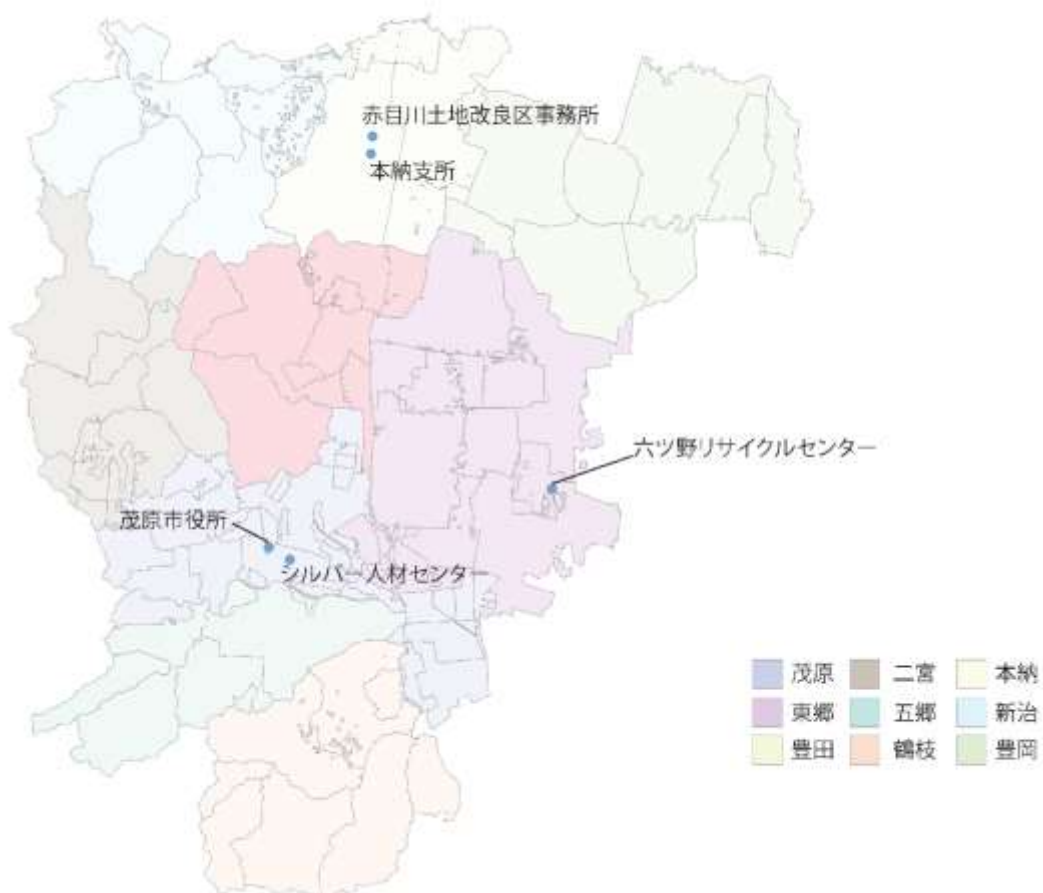 赤目川土地改良区事務所
本納支所
六ツ野リサイクルセンター
茂原市役所
シルバー人材センター
茂原 二宮 本納
東郷 五郷 新治
豊田 鶴枝 豊岡